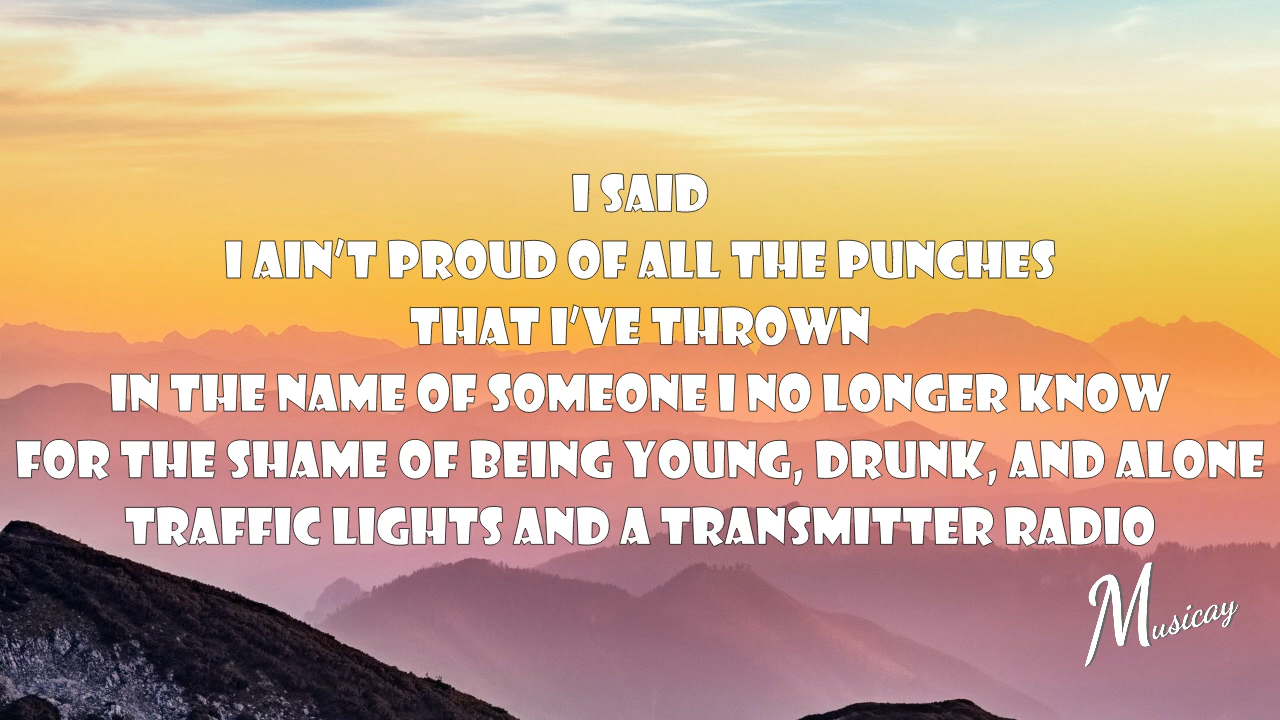 I SAID
I AIN'T PROUD OF ALL THE PUNCHES
THAT I'VE THROWN
IN THE NAME OF SOMEONE I NO LONGER KNOW
FOR THE SHAME OF BEING YOUNG, DRUNK, AND ALONE
TRAFFIC LIGHTS AND A TRANSMITTER RADIO
Musicay